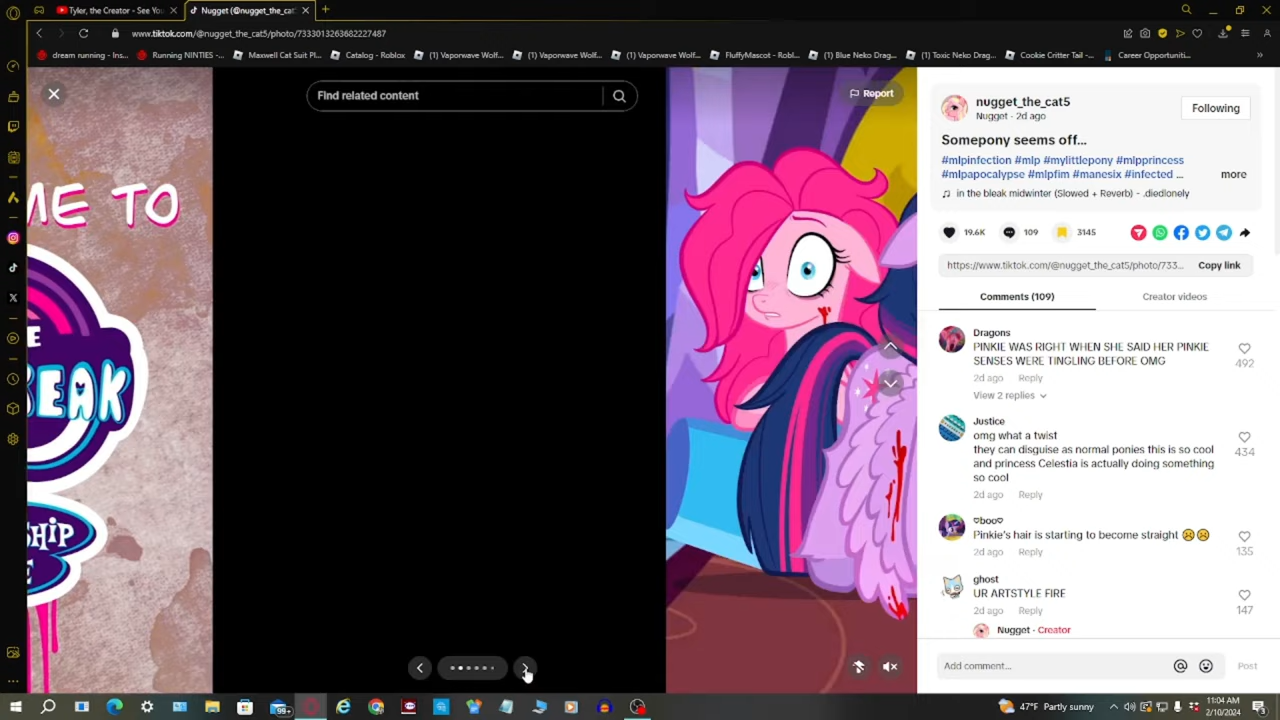 Tyler, the Creator - See You
Nugget (@nugget_the_cat
www.tiktok.com/@nugget_the_cat5/photo/7333013263682227487
dream running - Ins...
Running NINTIES -...
Maxwell Cat Suit Pl...
Catalog - Roblox
(1) Vaporwave Wolf...
(1) Vaporwave Wolf...
(1) Vaporwave Wolf...
FluffyMascot - Robl...
(1) Blue Neko Drag...
(1) Toxic Neko Drag...
Cookie Critter Tail -...
Career Opportuniti...
Find related content
Report
ME TO
E
EAK
SHIP
E
nugget_the_cat5
Nugget · 2d ago
Following
Somepony seems off...
#mlpinfection #mlp #mylittlepony #mlpprincess
#mlpapocalypse #mlpfim #manesix #infected ...
more
in the bleak midwinter (Slowed + Reverb) - .diedlonely
19.6K
109
3145
https://www.tiktok.com/@nugget_the_cat5/photo/733...
Copy link
Comments (109)
Creator videos
Dragons
PINKIE WAS RIGHT WHEN SHE SAID HER PINKIE
SENSES WERE TINGLING BEFORE OMG
492
2d ago Reply
View 2 replies
Justice
omg what a twist
they can disguise as normal ponies this is so cool
and princess Celestia is actually doing something
so cool
434
2d ago Reply
♡boo♡
Pinkie's hair is starting to become straight ☹️☹️
135
2d ago Reply
ghost
UR ARTSTYLE FIRE
147
2d ago Reply
Nugget · Creator
Add comment...
Post
99+
47°F Partly sunny
11:04 AM
2/10/2024
3